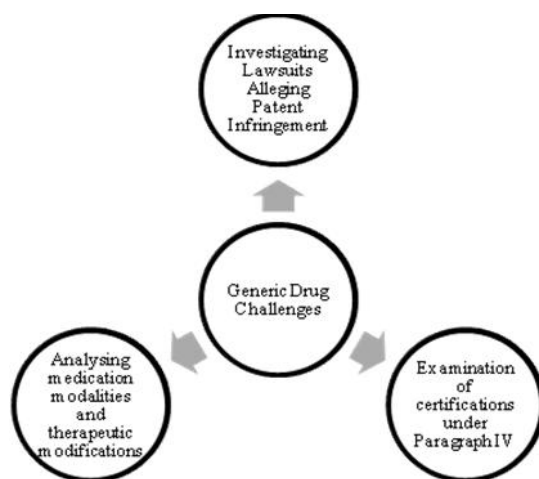 Investigating
Lawsuits
Alleging
Patent
Infringement
Generic Drug
Challenges
Analysing
medication
modalities
and
therapeutic
modifications
Examination
of
certifications
under
Paragraph IV